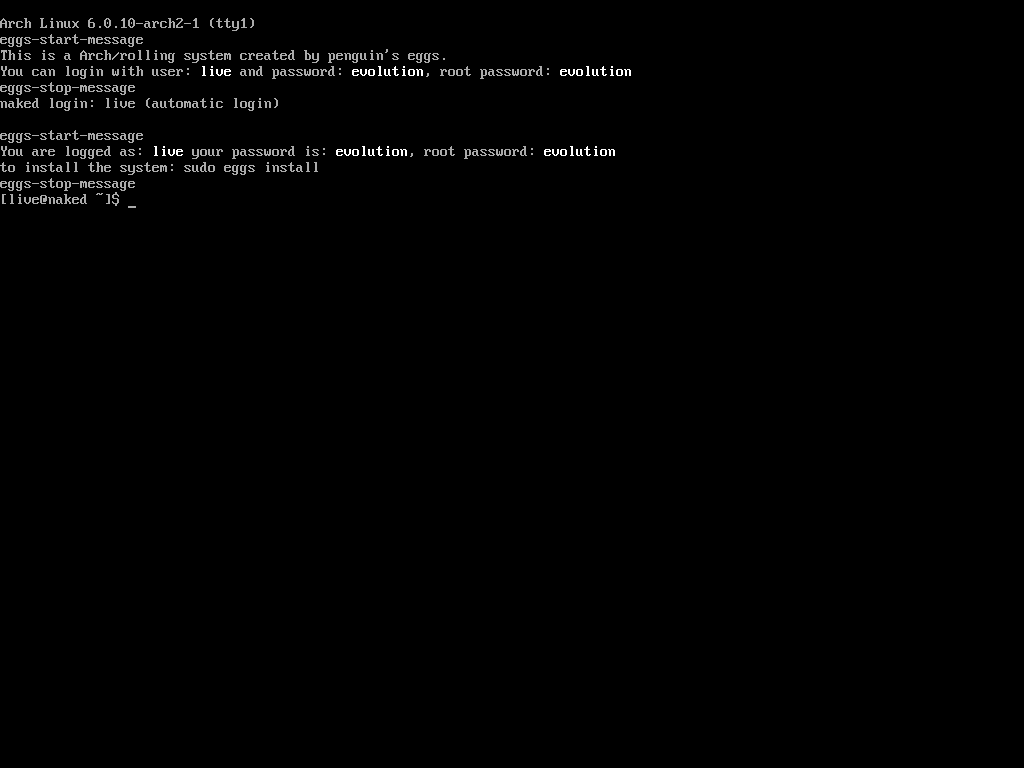 Arch Linux 6.0.10-arch2-1 (tty1)
eggs-start-message
This is a Arch/rolling system created by penguin's eggs.
You can login with user: live and password: evolution, root password: evolution
eggs-stop-message
naked login: live (automatic login)
eggs-start-message
You are logged as: live your password is: evolution, root password: evolution
to install the system: sudo eggs install
eggs-stop-message
[live@naked ~]$ _